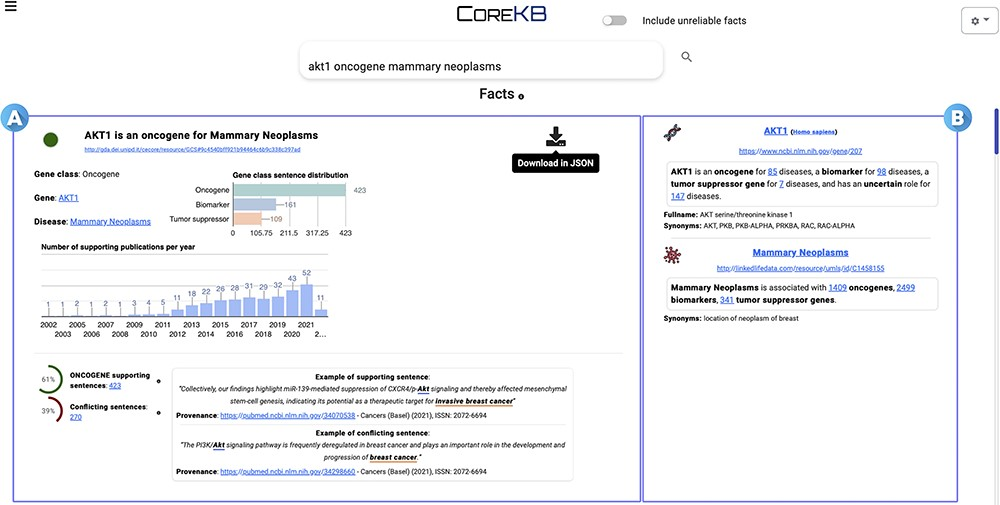 COREKB
Include unreliable facts
akt1 oncogene mammary neoplasms
Facts
A
AKT1 is an oncogene for Mammary Neoplasms
http://gda.dei.unipd.it/cecore/resource/GCS#9c4540bff921b94464c6b9c338c397ad
Download in JSON
Gene class: Oncogene
Gene: AKT1
Disease: Mammary Neoplasms
Gene class sentence distribution
Oncogene 423
Biomarker 161
Tumor suppressor 109
0 105.75 211.5 317.25 423
Number of supporting publications per year
1 1 2 1 2 1 3 4 5 11 18 22 26 28 31 29 32 43 52 11
2002 2005 2007 2009 2011 2013 2015 2017 2019 2021
2003 2006 2008 2010 2012 2014 2016 2018 2020 2...
61%
ONCOGENE supporting
sentences: 423
39%
Conflicting sentences:
270
Example of supporting sentence:
"Collectively, our findings highlight miR-139-mediated suppression of CXCR4/p-Akt signaling and thereby affected mesenchymal
stem-cell genesis, indicating its potential as a therapeutic target for invasive breast cancer"
Provenance: https://pubmed.ncbi.nlm.nih.gov/34070538 - Cancers (Basel) (2021), ISSN: 2072-6694
Example of conflicting sentence:
"The PI3K/Akt signaling pathway is frequently deregulated in breast cancer and plays an important role in the development and
progression of breast cancer."
Provenance: https://pubmed.ncbi.nlm.nih.gov/34298660 - Cancers (Basel) (2021), ISSN: 2072-6694
B
AKT1 (Homo sapiens)
https://www.ncbi.nlm.nih.gov/gene/207
AKT1 is an oncogene for 85 diseases, a biomarker for 98 diseases, a
tumor suppressor gene for 7 diseases, and has an uncertain role for
147 diseases.
Fullname: AKT serine/threonine kinase 1
Synonyms: AKT, PKB, PKB-ALPHA, PRKBA, RAC, RAC-ALPHA
Mammary Neoplasms
http://linkedlifedata.com/resource/umls/id/C1458155
Mammary Neoplasms is associated with 1409 oncogenes, 2499
biomarkers, 341 tumor suppressor genes.
Synonyms: location of neoplasm of breast